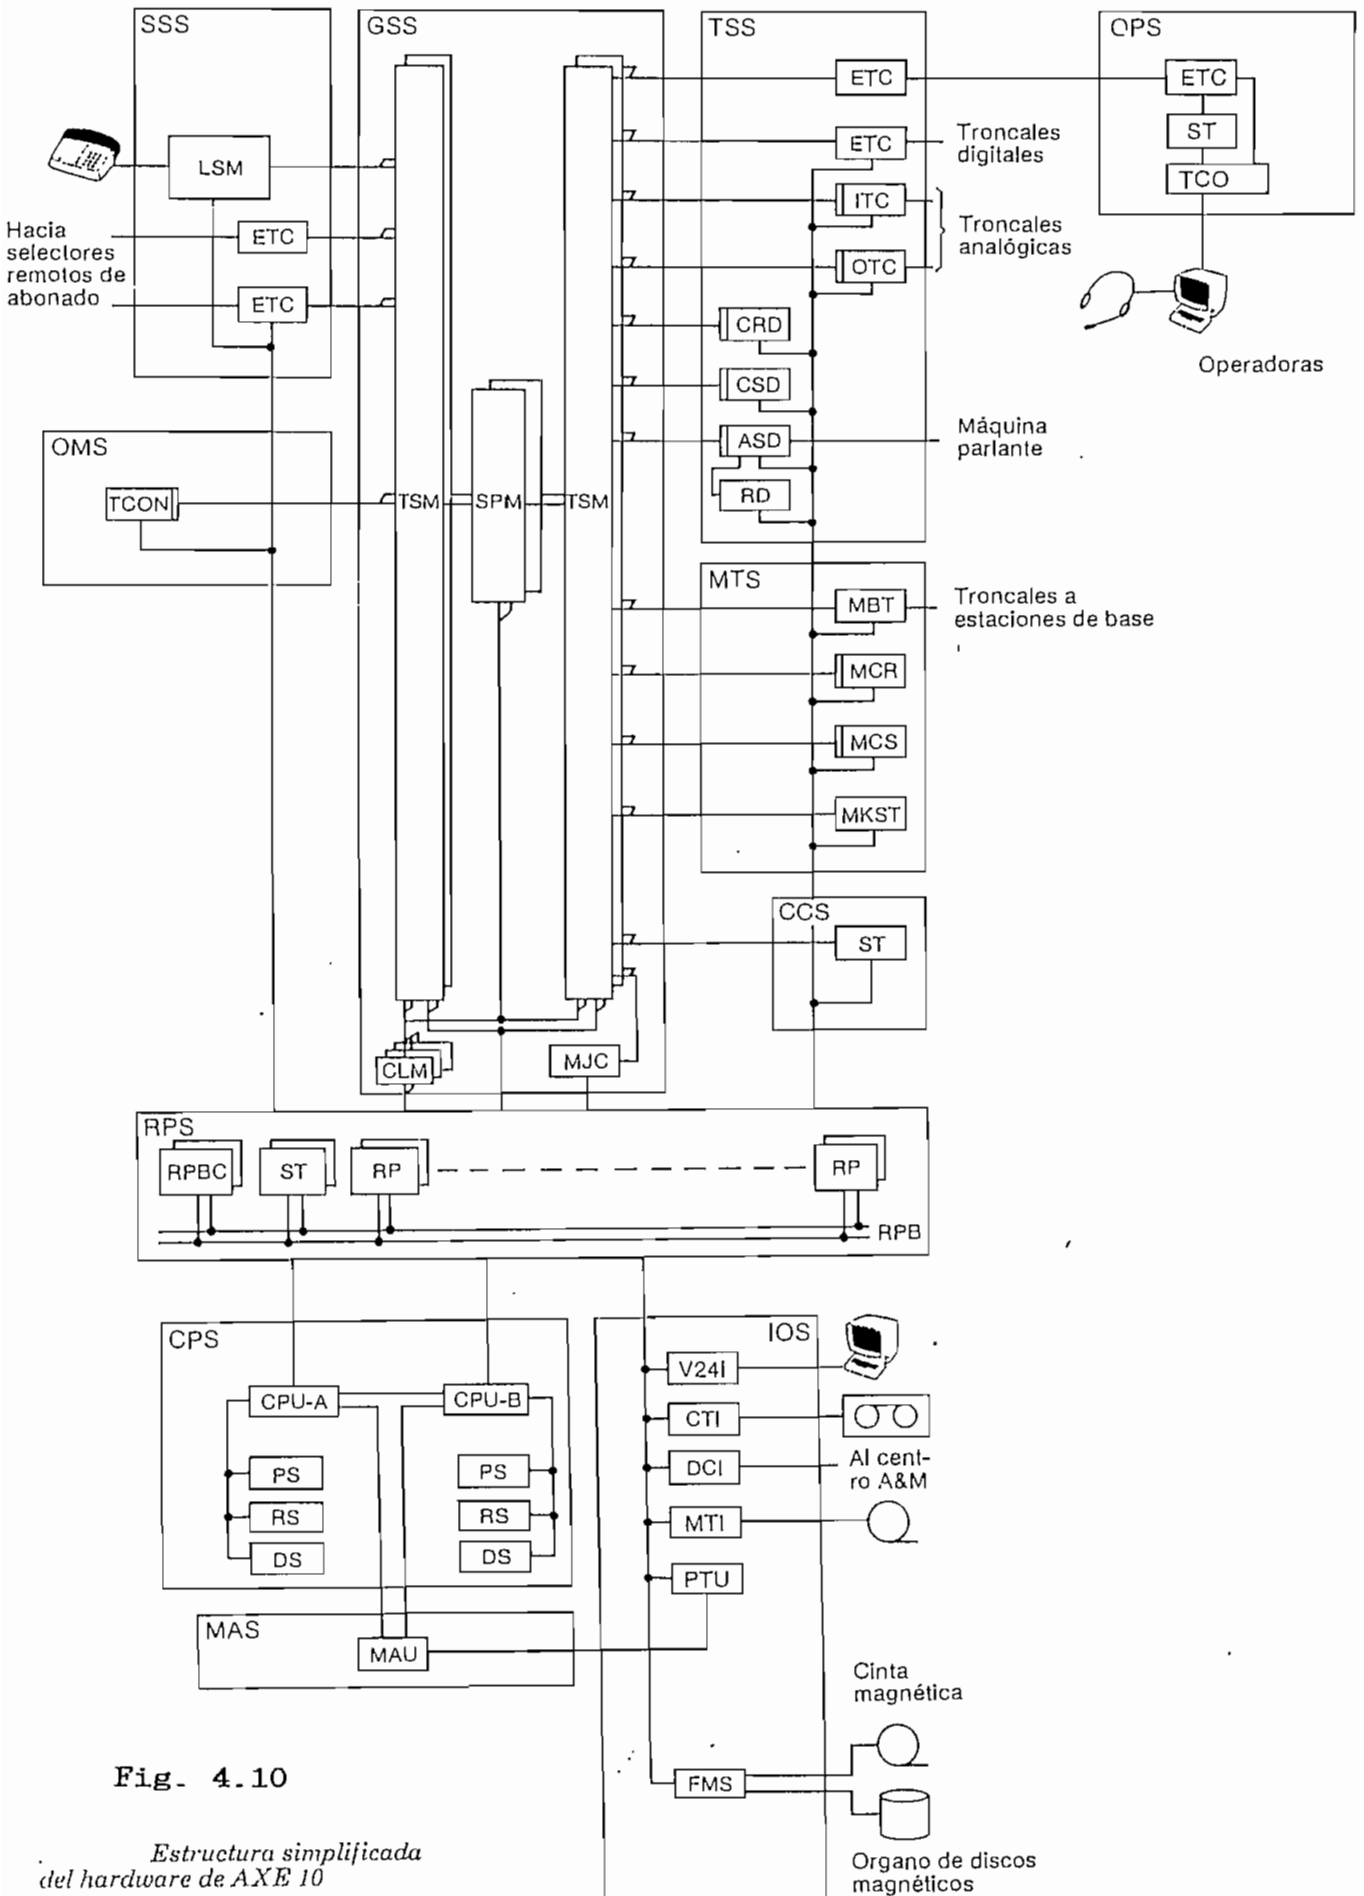 SSS
GSS
TSS
OPS
LSM
ETC
ETC
Hacia
selectores
remotos de
abonado
ETC
ETC
Troncales
digitales
ITC
Troncales
analógicas
OTC
CRD
CSD
ASD
Máquina
parlante
RD
ETC
ST
TCO
Operadoras
OMS
TCON
TSM
SPM
TSM
MTS
MBT
Troncales a
estaciones de base
MCR
MCS
MKST
CCS
ST
CLM
MJC
RPS
RPBC
ST
RP
RP
RPB
CPS
CPU-A
CPU-B
PS
PS
RS
RS
DS
DS
MAS
MAU
IOS
V24I
CTI
DCI
Al cent-
ro A&M
MTI
PTU
Cinta
magnética
FMS
Organo de discos
magnéticos
Fig. 4.10
Estructura simplificada
del hardware de AXE 10